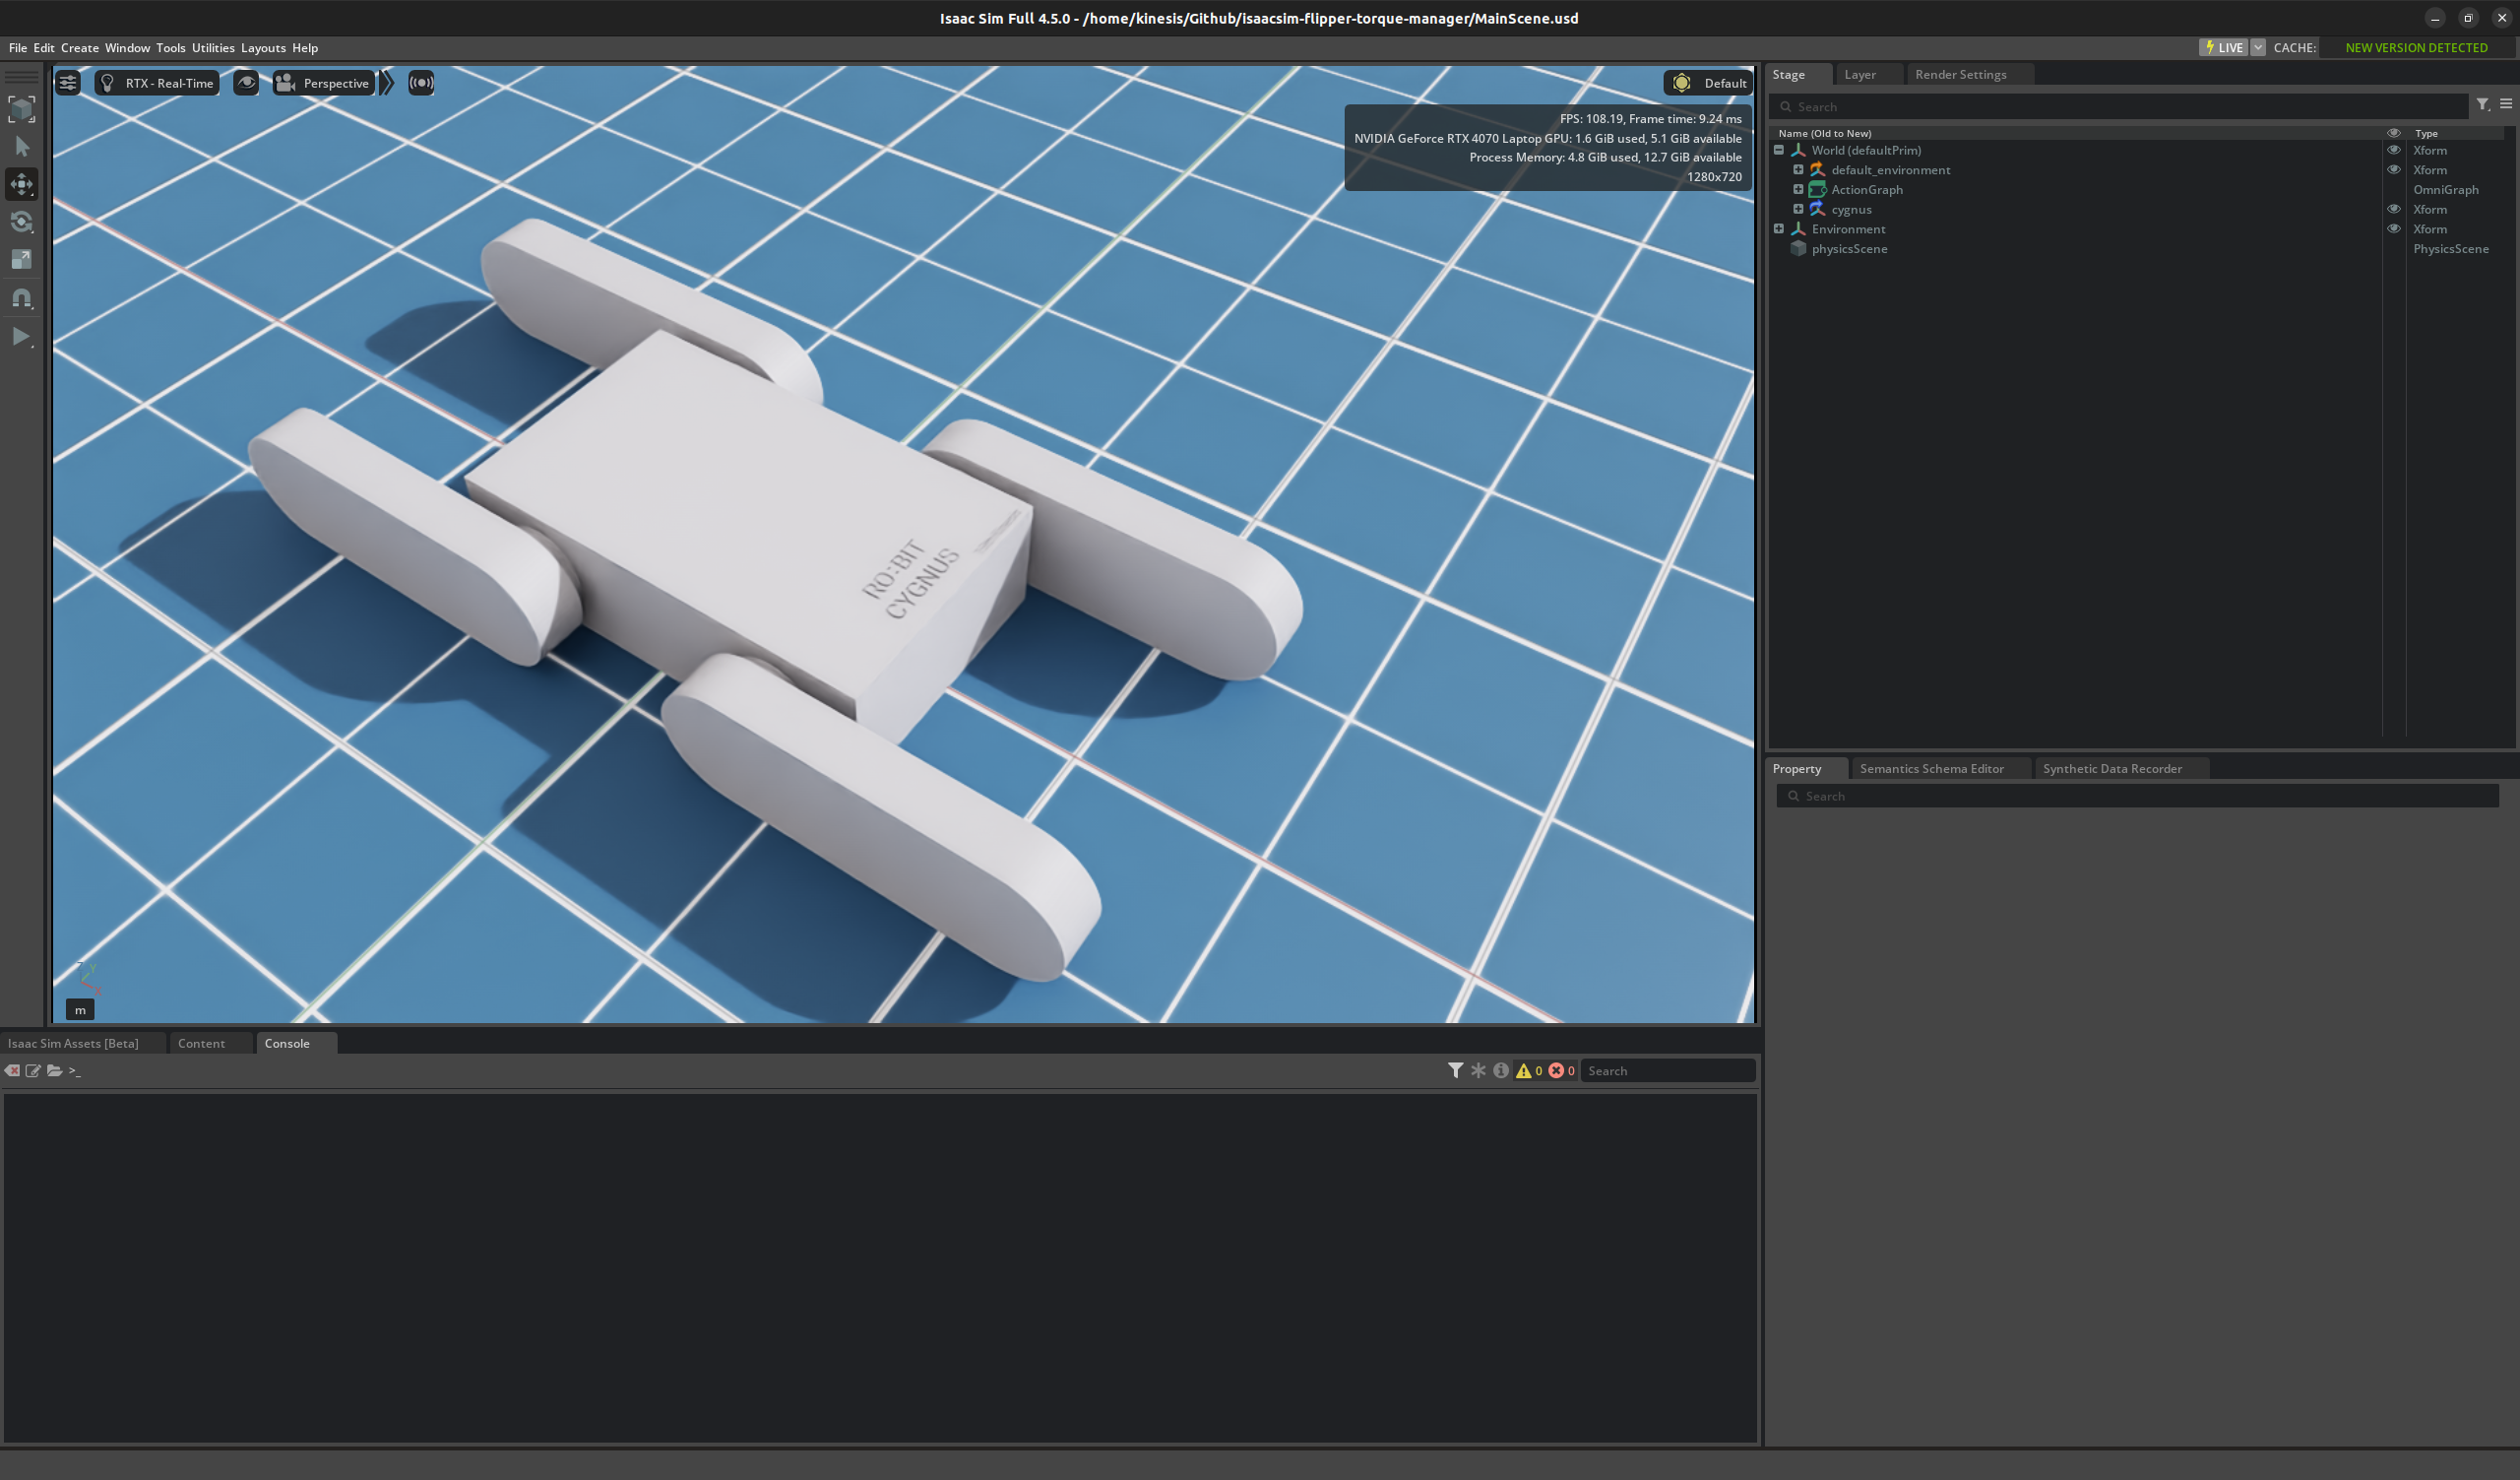 Isaac Sim Full 4.5.0 - /home/kinesis/Github/isaacsim-flipper-torque-manager/MainScene.usd
File Edit Create Window Tools Utilities Layouts Help
LIVE CACHE: NEW VERSION DETECTED
RTX - Real-Time Perspective Default
FPS: 108.19, Frame time: 9.24 ms
NVIDIA GeForce RTX 4070 Laptop GPU: 1.6 GiB used, 5.1 GiB available
Process Memory: 4.8 GiB used, 12.7 GiB available
1280x720
RO:BIT
CYGNUS
Z Y
X
m
Stage Layer Render Settings
Search
Name (Old to New) Type
World (defaultPrim) Xform
default_environment Xform
ActionGraph OmniGraph
cygnus Xform
Environment Xform
physicsScene PhysicsScene
Property Semantics Schema Editor Synthetic Data Recorder
Search
Isaac Sim Assets [Beta] Content Console
>_ 0 0 Search